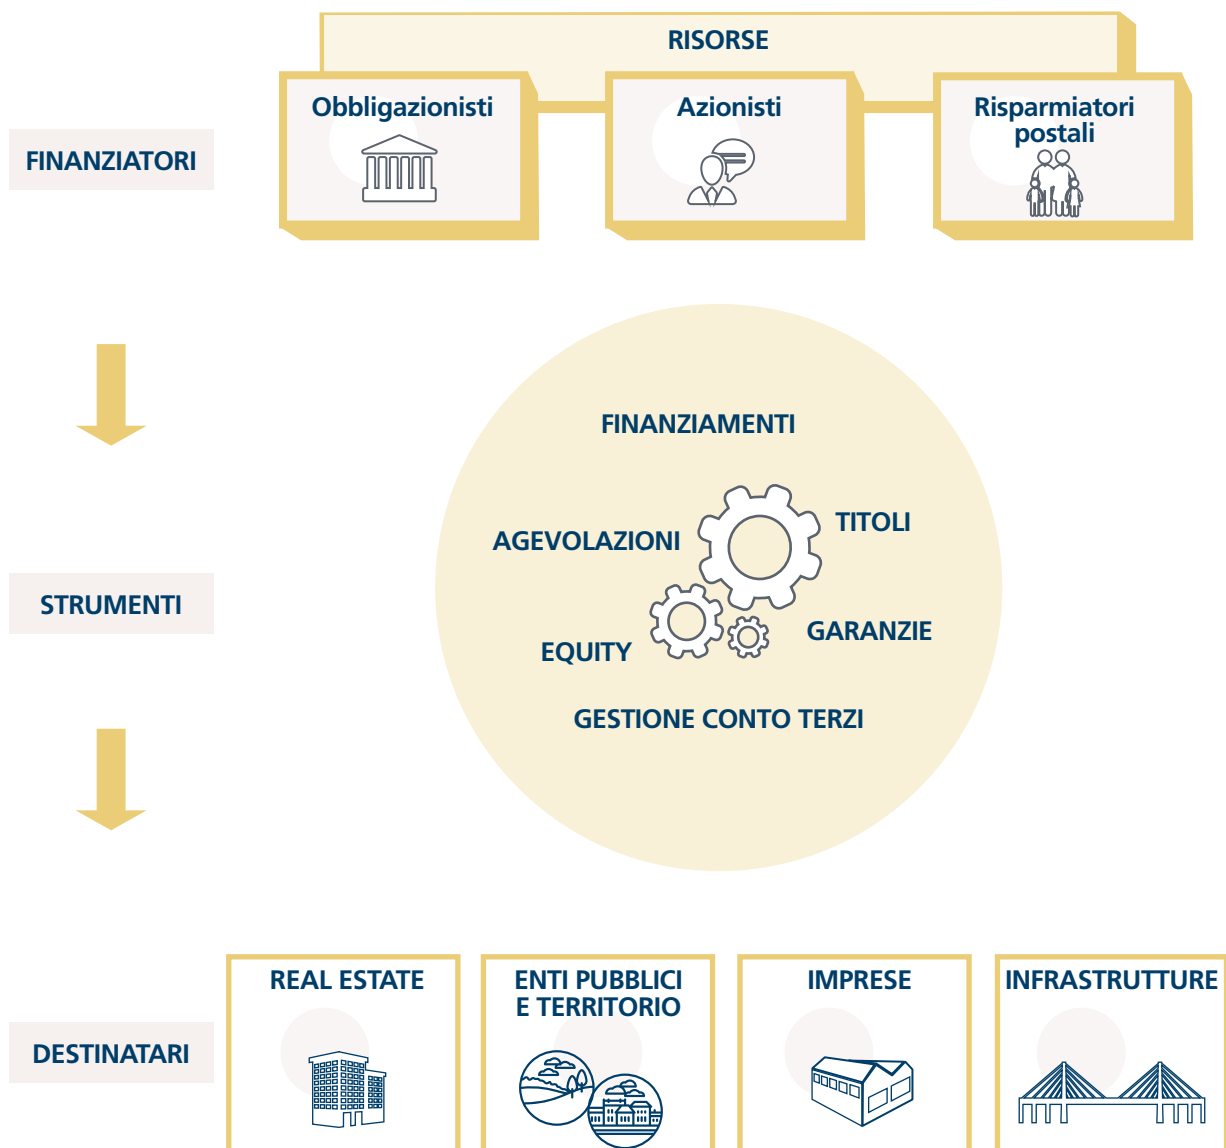 RISORSE
Obbligazionisti
Azionisti
Risparmiatori
postali
FINANZIATORI
FINANZIAMENTI
TITOLI
AGEVOLAZIONI
STRUMENTI
GARANZIE
EQUITY
GESTIONE CONTO TERZI
REAL ESTATE
ENTI PUBBLICI
E TERRITORIO
IMPRESE
INFRASTRUTTURE
DESTINATARI